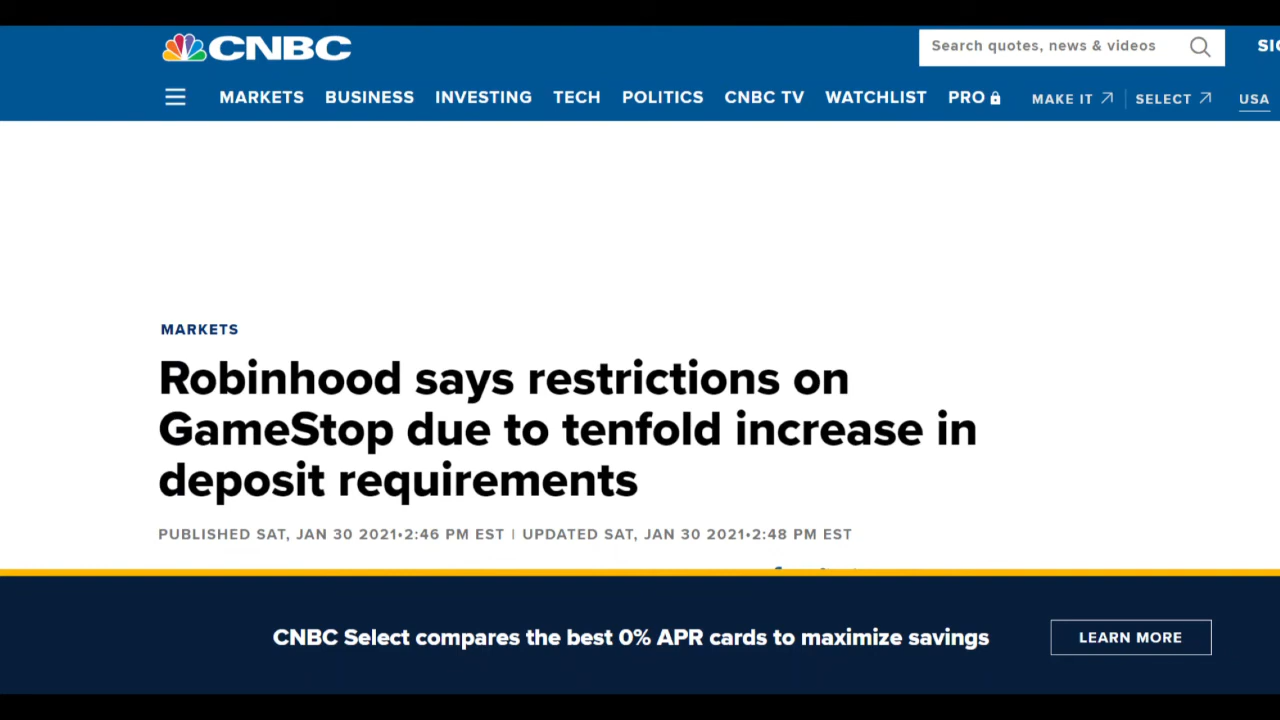 CNBC
Search quotes, news & videos
MARKETS BUSINESS INVESTING TECH POLITICS CNBC TV WATCHLIST PRO MAKE IT SELECT USA
MARKETS
Robinhood says restrictions on
GameStop due to tenfold increase in
deposit requirements
PUBLISHED SAT, JAN 30 2021•2:46 PM EST | UPDATED SAT, JAN 30 2021•2:48 PM EST
CNBC Select compares the best 0% APR cards to maximize savings
LEARN MORE